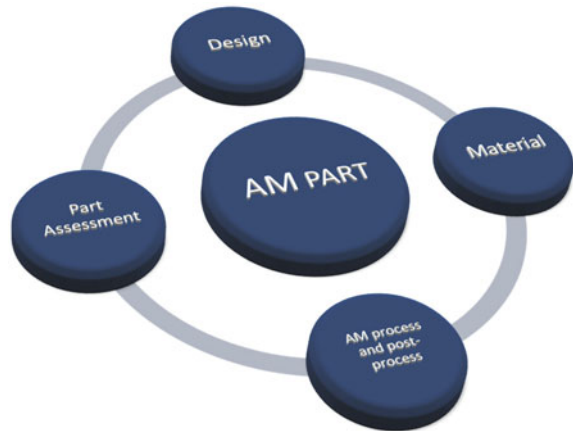 Design
Material
AM PART
Part
Assessment
AM process
and post-
process